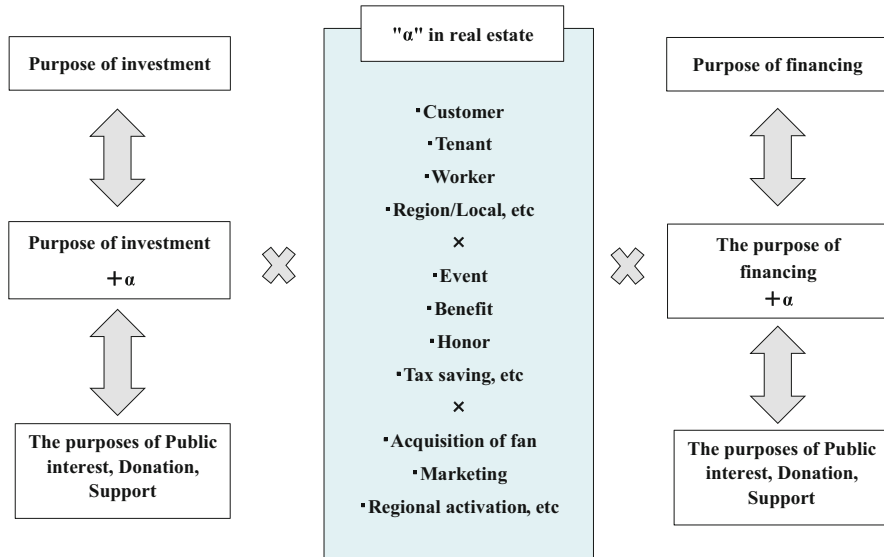 Purpose of investment
+α
Purpose of investment
The purposes of Public
interest, Donation,
Support
"α" in real estate
・Customer
・Tenant
・Worker
・Region/Local, etc
×
・Event
・Benefit
・Honor
・Tax saving, etc
×
・Acquisition of fan
・Marketing
・Regional activation, etc
Purpose of financing
The purpose of
financing
+α
The purposes of Public
interest, Donation,
Support